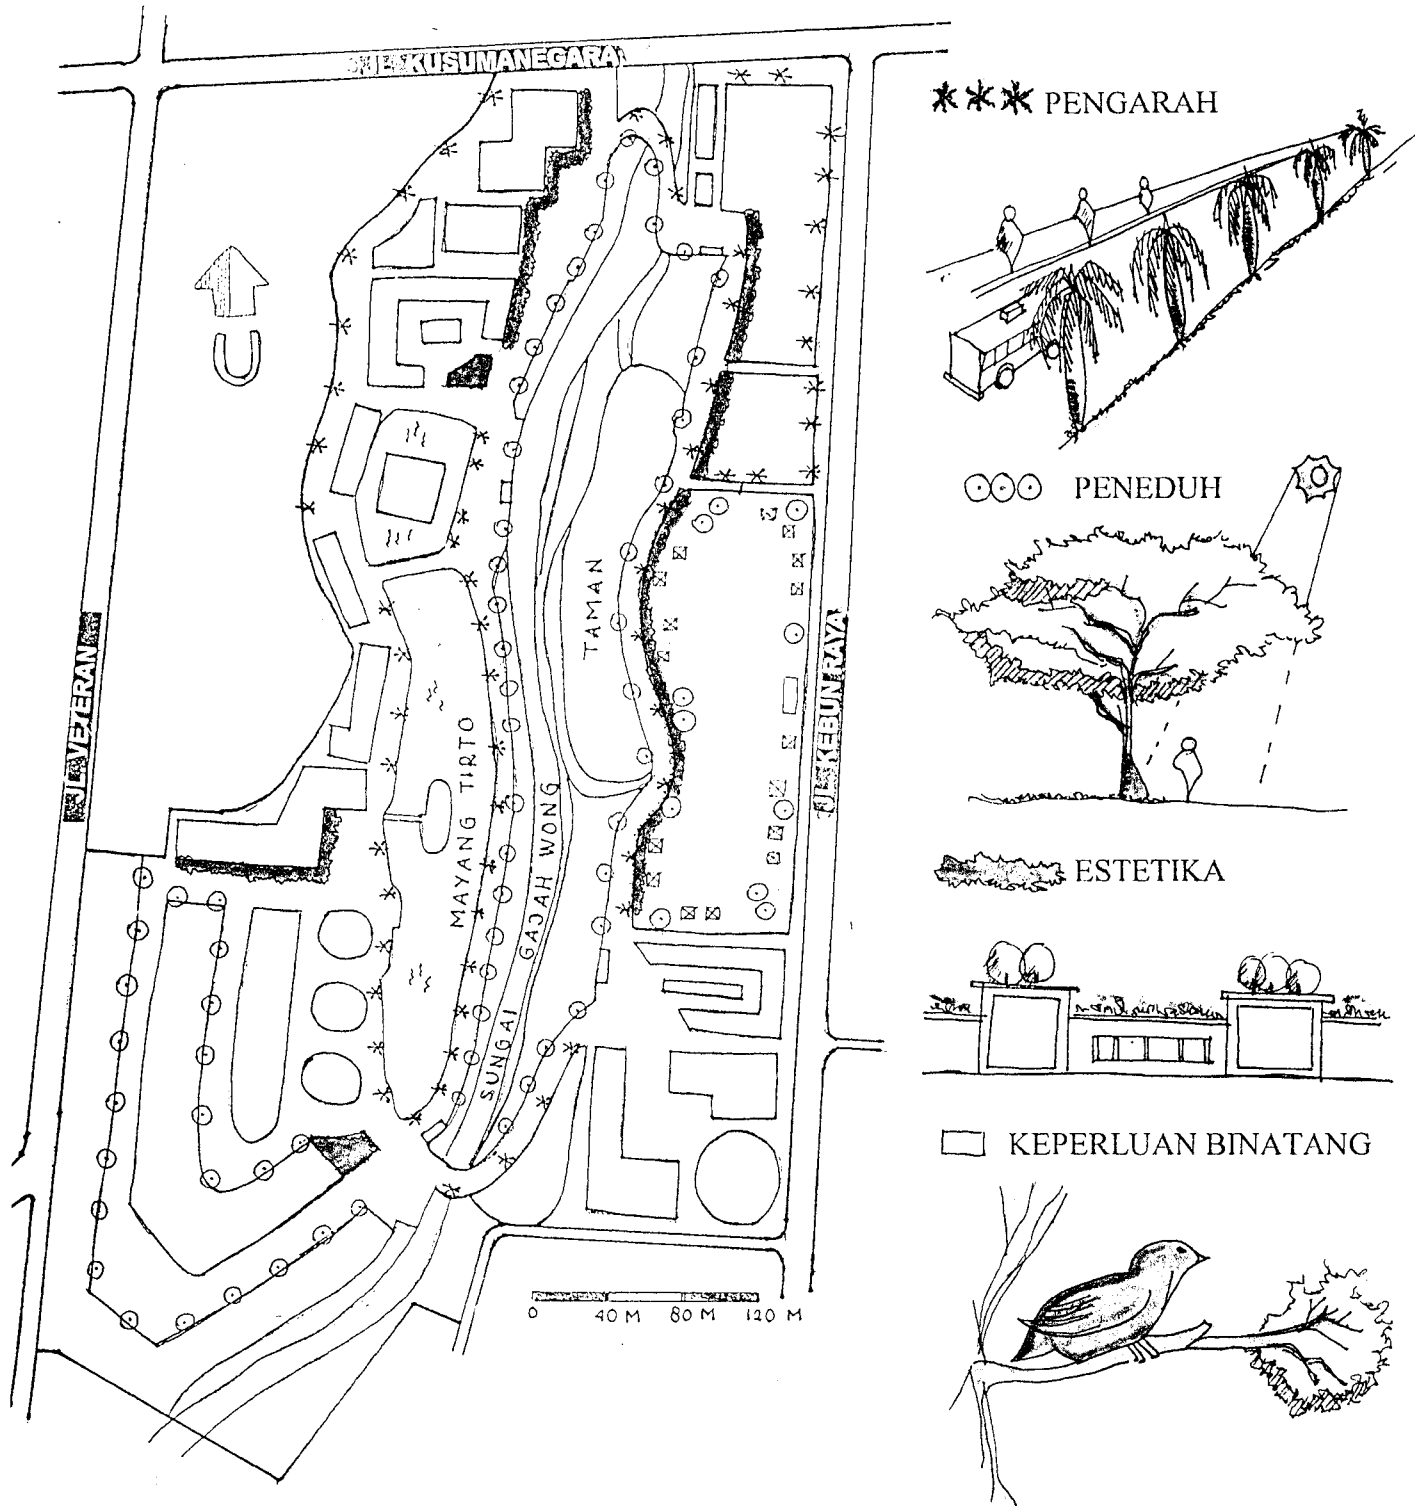 JL KUSUMANEGARA
U
JL VETERAN
MAYANG TIRTO
SUNGAI GAJAH WONG
TAMAN
JL KEBUN RAYA
0 40 M 80 M 120 M
PENGARAH
PENEDUH
ESTETIKA
KEPERLUAN BINATANG